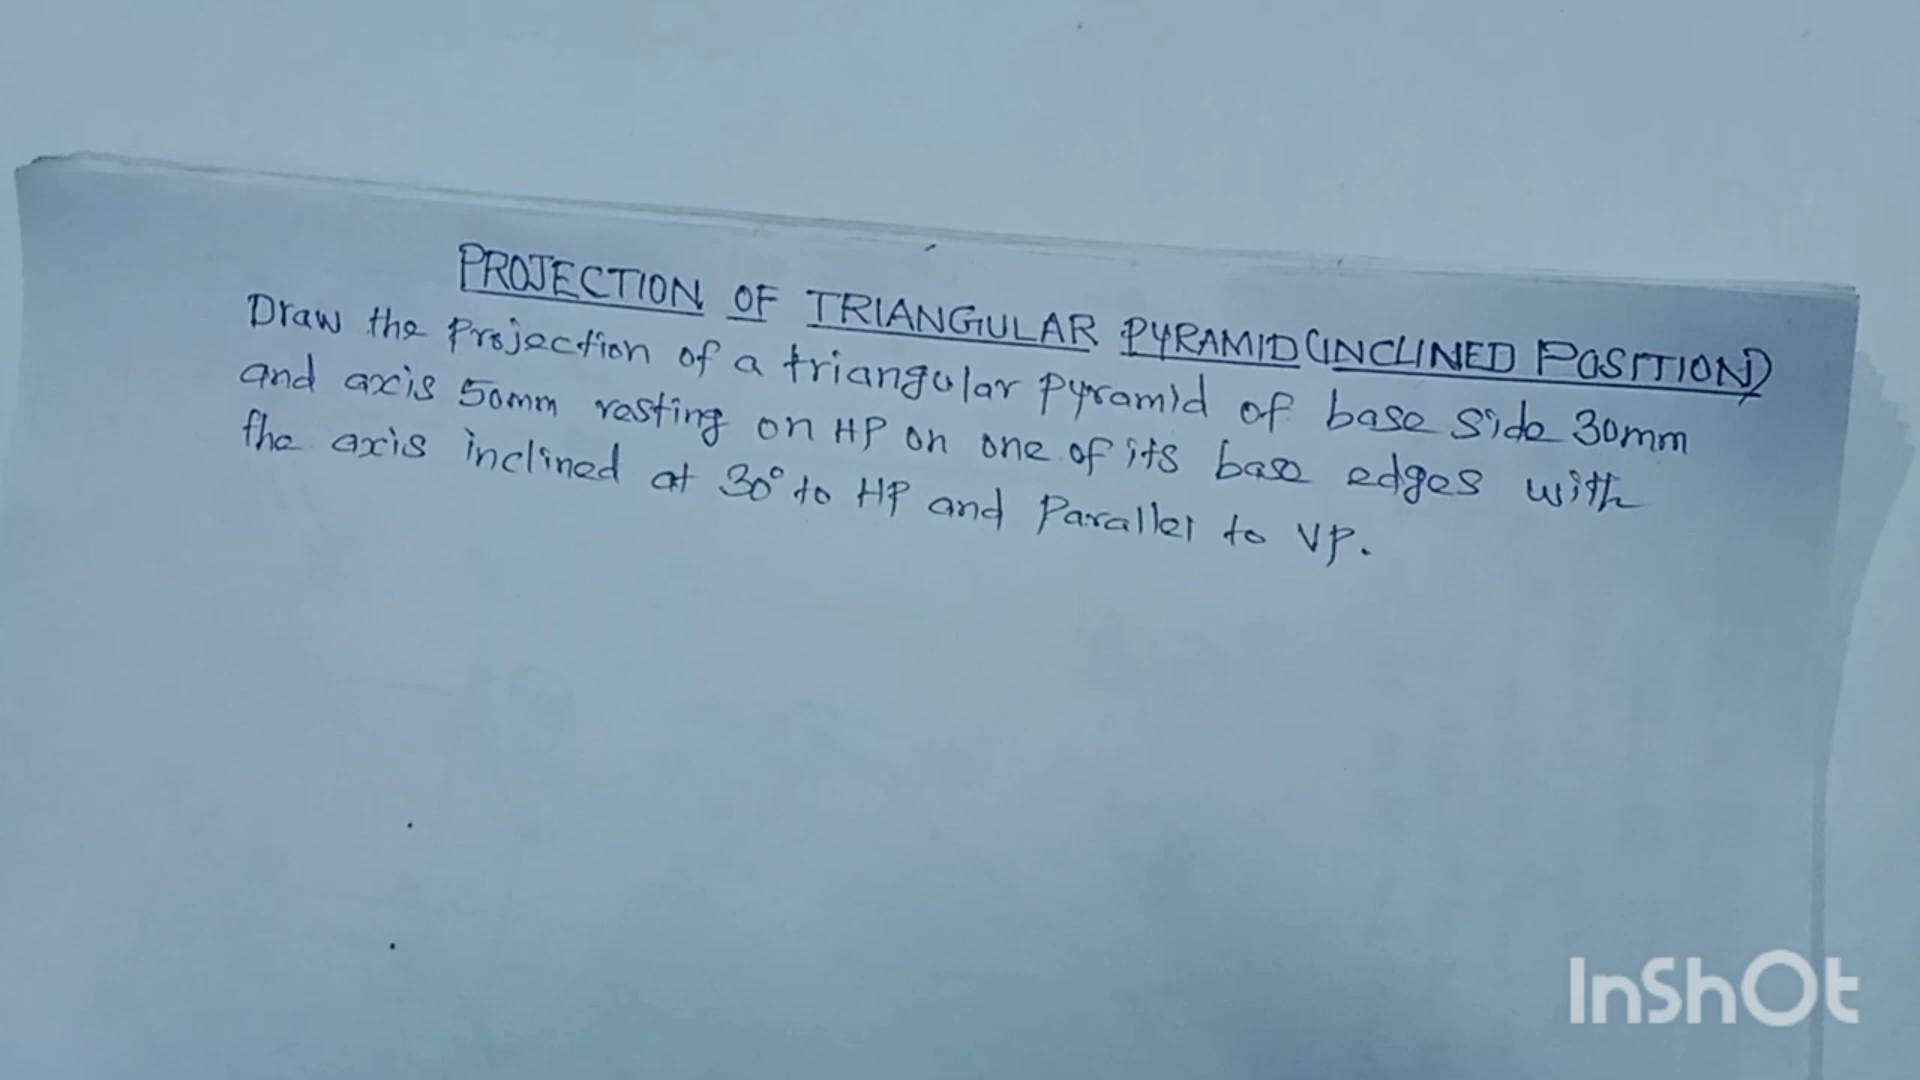 PROJECTION OF TRIANGULAR PYRAMID (INCLINED POSITION)
Draw the Projection of a triangular pyramid of base side 30mm
and axis 50mm resting on HP on one of its base edges with
the axis inclined at 30° to HP and Parallel to VP.
InShOt